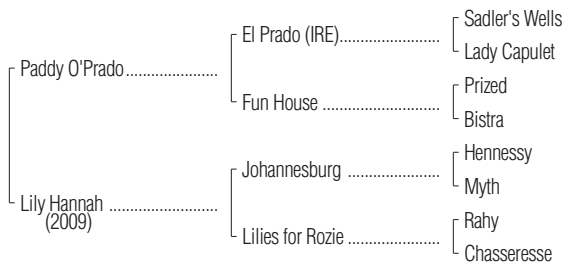 Sadler's Wells
El Prado (IRE)..........................
Lady Capulet
Paddy O'Prado........................
Prized
Fun House ..............................
Bistra
Hennessy
Johannesburg ........................
Myth
Lily Hannah ............................
(2009)
Rahy
Lilies for Rozie ........................
Chasseresse